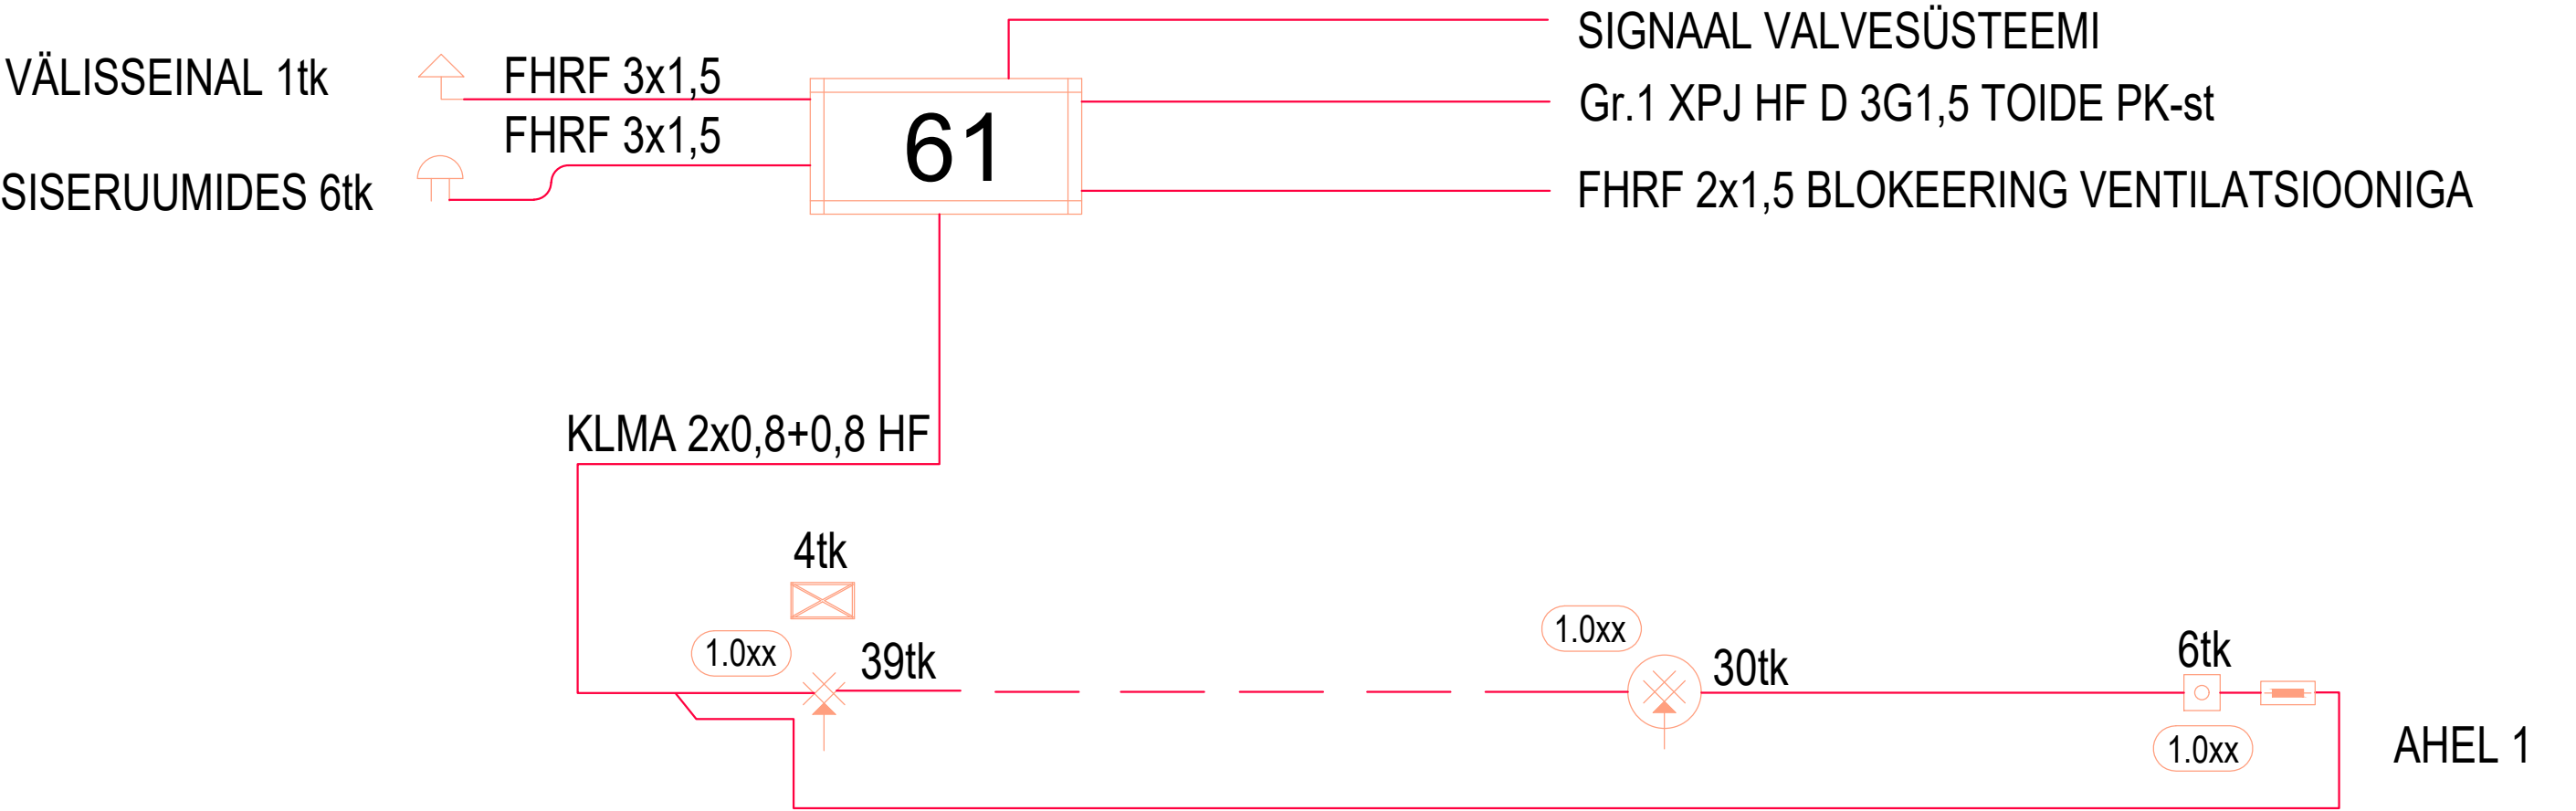 SIGNAAL VALVESÜSTEEMI
VÄLISSEINAL 1tk
FHRF 3x1,5
Gr.1 XPJ HF D 3G1,5 TOIDE PK-st
FHRF 3x1,5
61
SISERUUMIDES 6tk
FHRF 2x1,5 BLOKEERING VENTILATSIOONIGA
KLMA 2x0,8+0,8 HF
4tk
1.0xx
39tk
1.0xx
30tk
6tk
1.0xx
AHEL 1